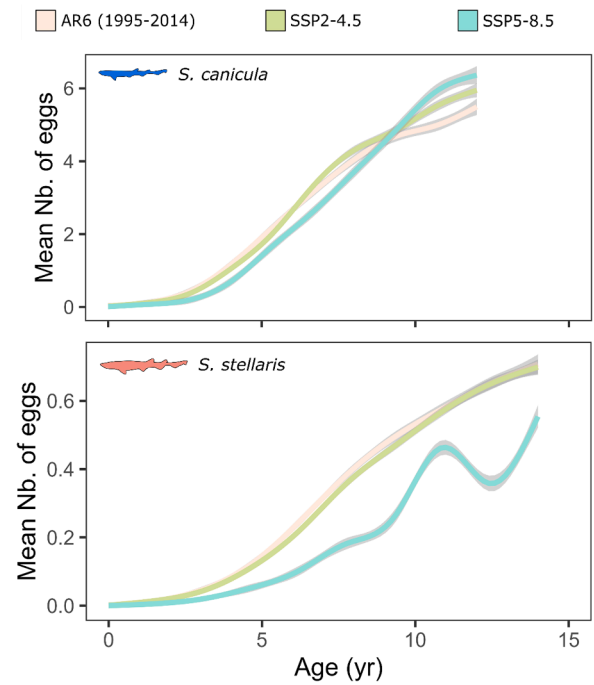 AR6 (1995-2014) SSP2-4.5 SSP5-8.5
S. canicula
Mean Nb. of eggs
6
4
2
0
S. stellaris
Mean Nb. of eggs
0.6
0.4
0.2
0.0
0 5 10 15
Age (yr)